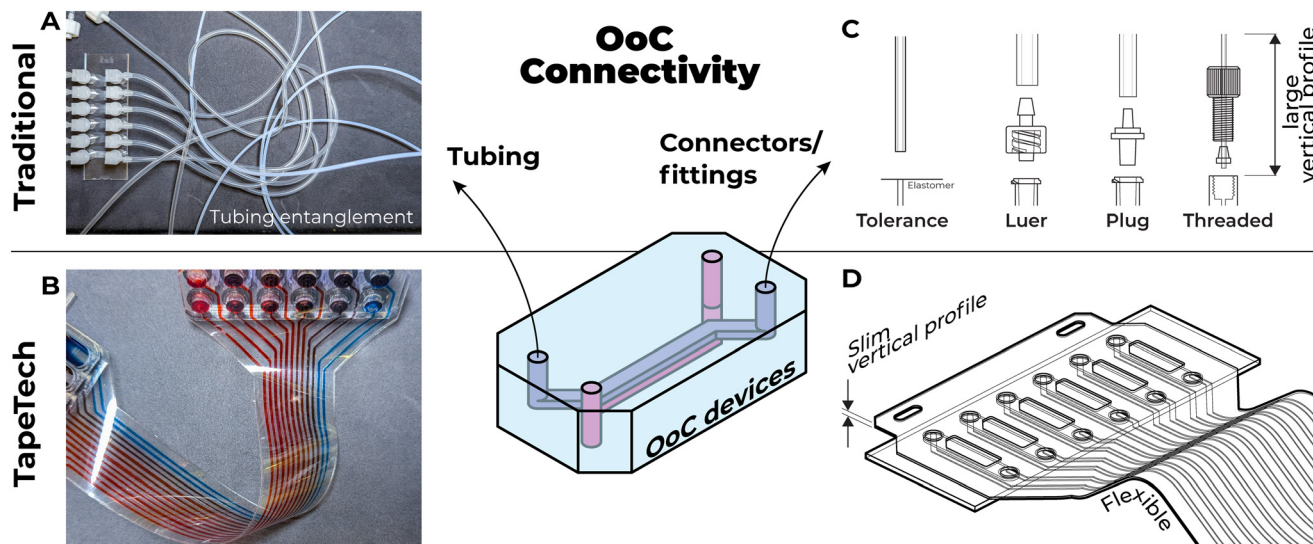 Traditional
A
Tubing entanglement
OoC
Connectivity
Tubing
Connectors/
fittings
C
Elastomer
Tolerance
Luer
Plug
Threaded
large
vertical profile
TapeTech
B
OoC devices
D
Slim
vertical profile
Flexible